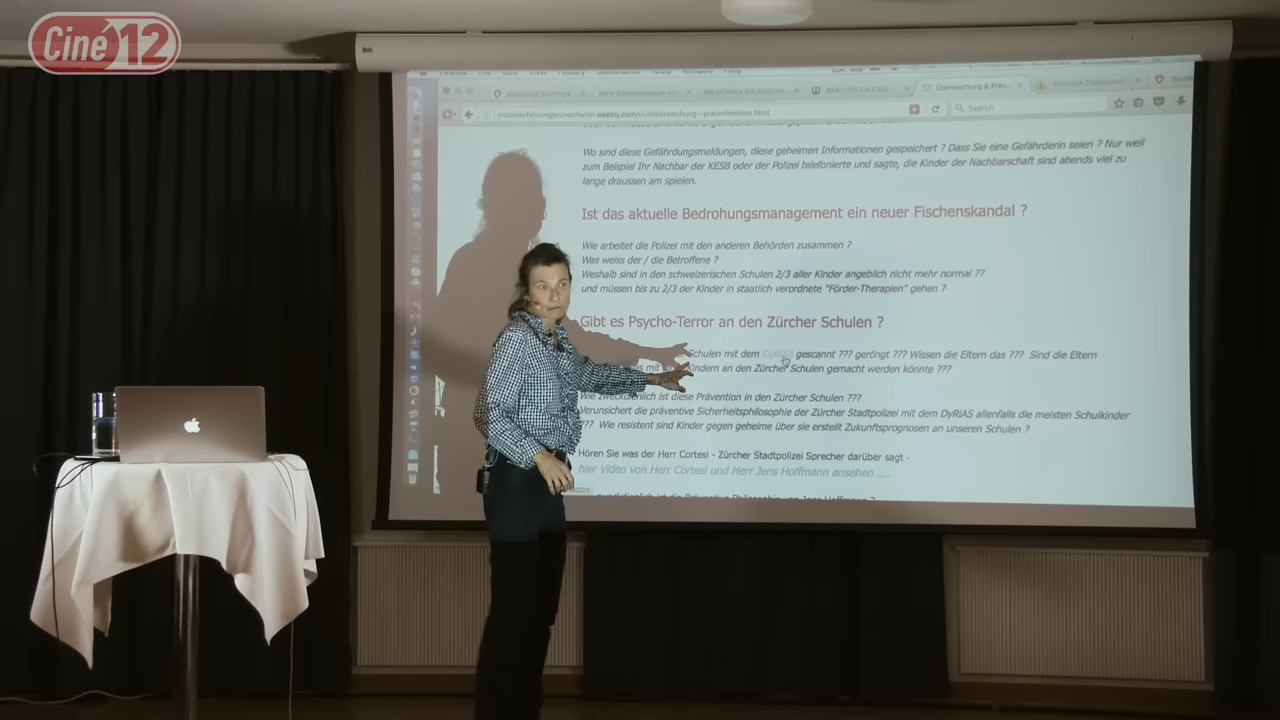 Ciné 12
Search
Wo sind diese Gefährdungsmeldungen, diese geheimen Informationen gespeichert ? Dass Sie eine Gefährderin seien ? Nur weil
zum Beispiel Ihr Nachbar der KESB oder der Polizei telefonierte und sagte, die Kinder der Nachbarschaft sind abends viel zu
lange draussen am spielen.
Ist das aktuelle Bedrohungsmanagement ein neuer Fischenskandal ?
Wie arbeitet die Polizei mit den anderen Behörden zusammen ?
Was weiss der / die Betroffene ?
Weshalb sind in den schweizerischen Schulen 2/3 aller Kinder angeblich nicht mehr normal ??
und müssen bis zu 2/3 der Kinder in staatlich verordnete "Förder-Therapien" gehen ?
Gibt es Psycho-Terror an den Zürcher Schulen ?
Schulen mit dem DyRiAS gescannt ??? geröngt ??? Wissen die Eltern das ??? Sind die Eltern
mit Kindern an den Zürcher Schulen gemacht werden könnte ???
Wie zweckdienlich ist diese Prävention in den Zürcher Schulen ???
Verunsichert die präventive Sicherheitsphilosophie der Zürcher Stadtpolizei mit dem DyRiAS allenfalls die meisten Schulkinder
??? Wie resistent sind Kinder gegen geheime über sie erstellt Zukunftsprognosen an unseren Schulen ?
Hören Sie was der Herr Cortesi - Zürcher Stadtpolizei Sprecher darüber sagt -
hier Video von Herr Cortesi und Herr Jens Hoffmann ansehen ....